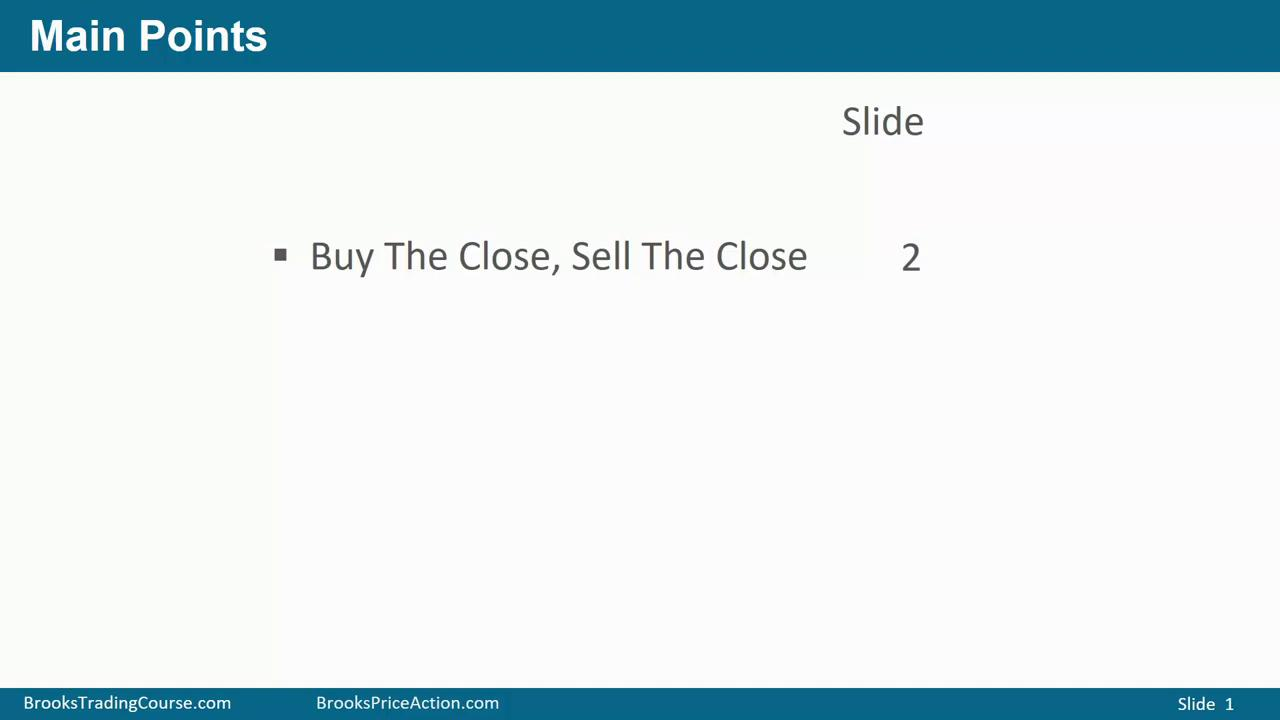 Main Points
Slide
▪ Buy The Close, Sell The Close 2
BrooksTradingCourse.com BrooksPriceAction.com Slide 1